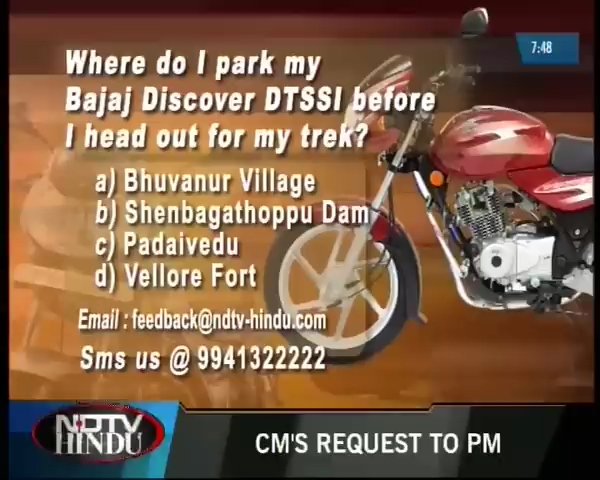 7:48
Where do I park my
Bajaj Discover DTSSI before
I head out for my trek?
a) Bhuvanur Village
b) Shenbagathoppu Dam
c) Padaivedu
d) Vellore Fort
Email : feedback@ndtv-hindu.com
Sms us @ 9941322222
NDTV
HINDU
CM'S REQUEST TO PM